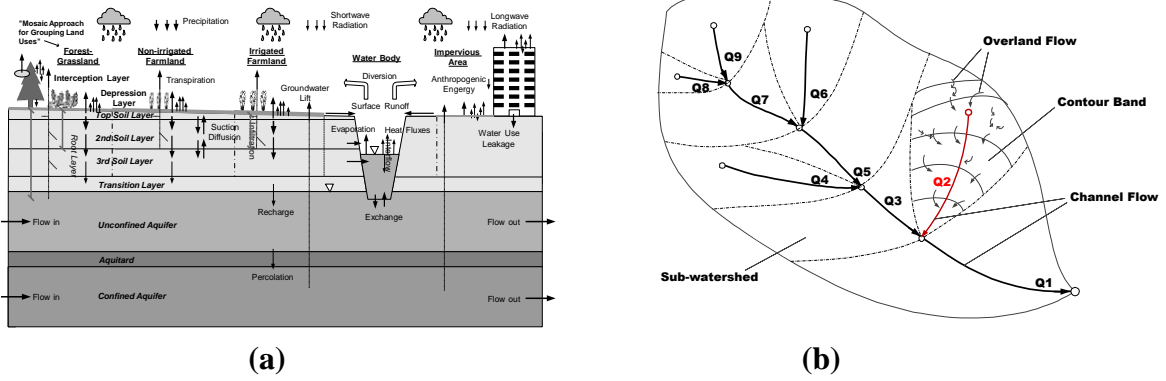 "Mosaic Approach
for Grouping Land
Uses"
Precipitation
Shortwave
Radiation
Longwave
Radiation
Forest-
Grassland
Non-irrigated
Farmland
Irrigated
Farmland
Water Body
Impervious
Area
Interception Layer
Transpiration
Groundwater
Lift
Diversion
Anthropogenic
Engergy
Depression
Layer
Surface Runoff
Top Soil Layer
2nd Soil Layer
3rd Soil Layer
Transition Layer
Root Layer
Suction
Diffusion
Infiltration
Evaporation
Heat Fluxes
Interflow
Water Use
Leakage
Recharge
Exchange
Flow in
Unconfined Aquifer
Flow out
Aquitard
Percolation
Flow in
Confined Aquifer
Flow out
(a)
Overland Flow
Contour Band
Channel Flow
Sub-watershed
Q9
Q8
Q7
Q6
Q5
Q4
Q3
Q2
Q1
(b)